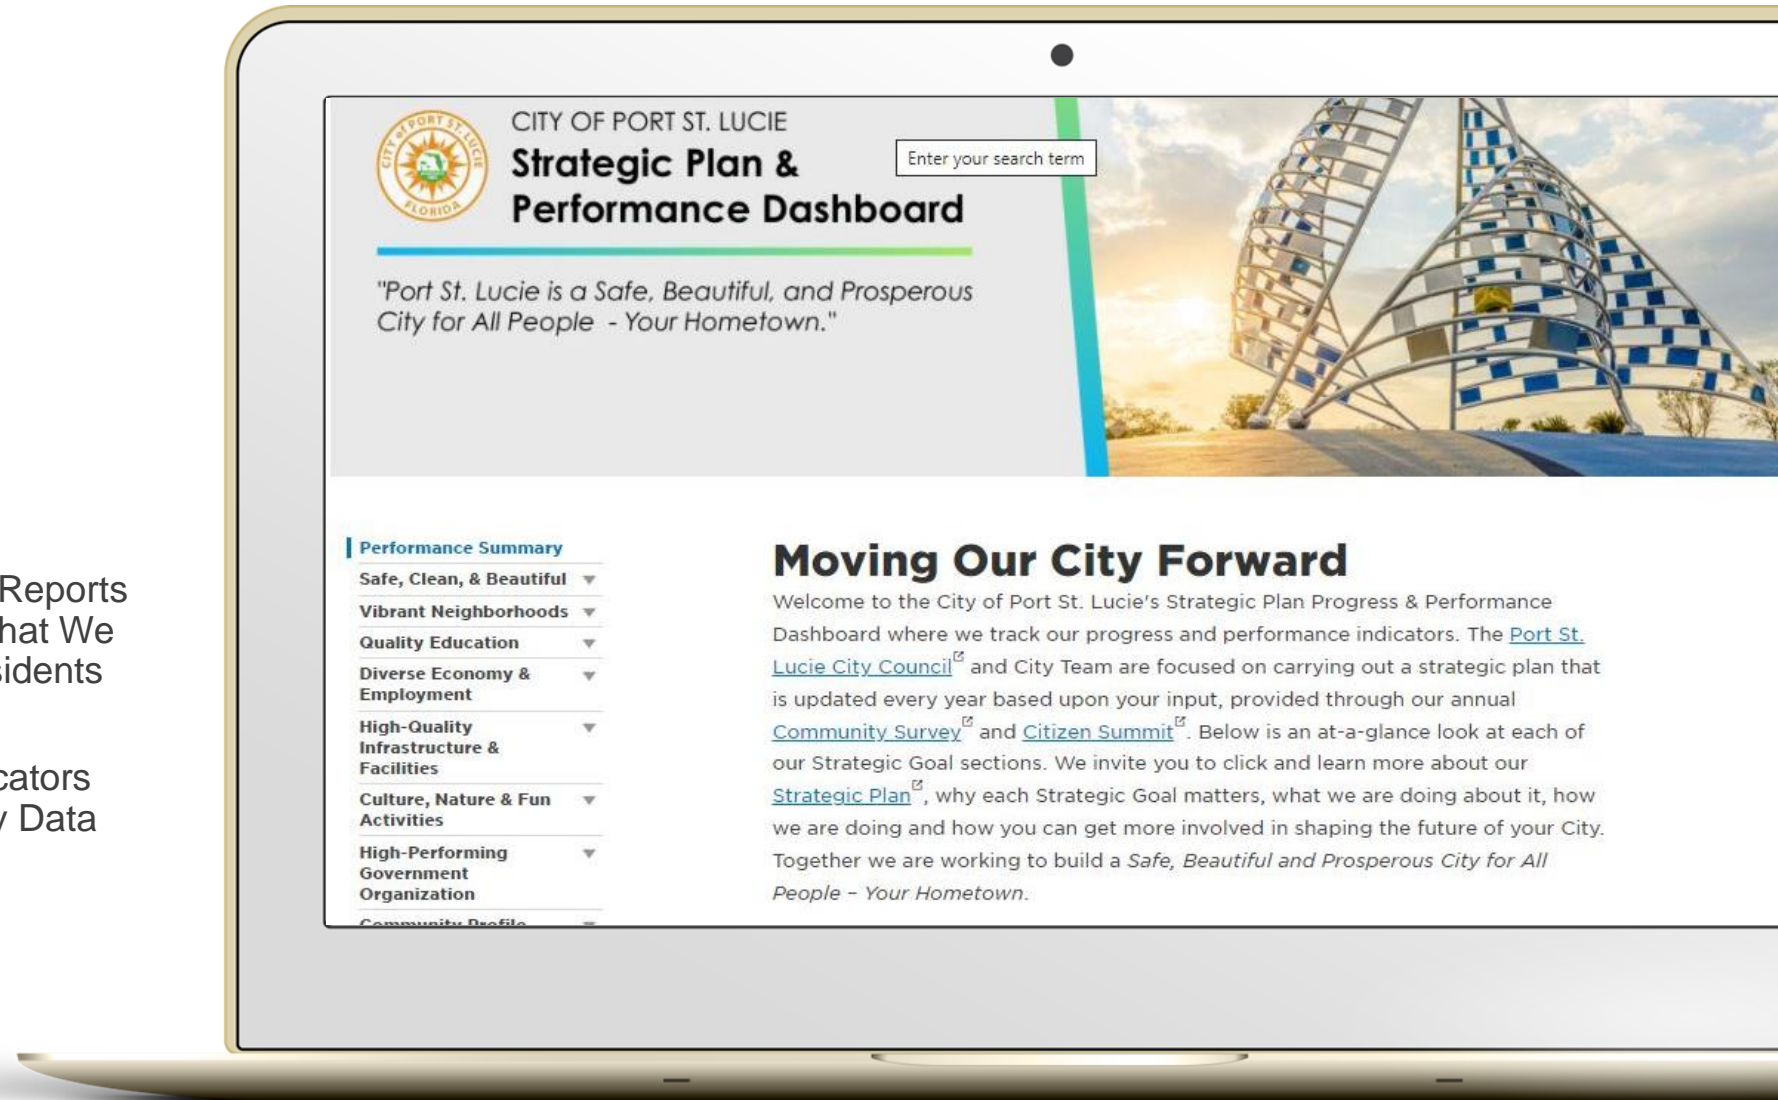 CITY of PORT ST. LUCIE
FLORIDA
CITY OF PORT ST. LUCIE
Strategic Plan &
Performance Dashboard
Enter your search term
"Port St. Lucie is a Safe, Beautiful, and Prosperous
City for All People - Your Hometown."
Reports
hat We
sidents
cators
y Data
Performance Summary
Safe, Clean, & Beautiful
Vibrant Neighborhoods
Quality Education
Diverse Economy &
Employment
High-Quality
Infrastructure &
Facilities
Culture, Nature & Fun
Activities
High-Performing
Government
Organization
Community Profile
Moving Our City Forward
Welcome to the City of Port St. Lucie's Strategic Plan Progress & Performance
Dashboard where we track our progress and performance indicators. The Port St.
Lucie City Council and City Team are focused on carrying out a strategic plan that
is updated every year based upon your input, provided through our annual
Community Survey and Citizen Summit. Below is an at-a-glance look at each of
our Strategic Goal sections. We invite you to click and learn more about our
Strategic Plan, why each Strategic Goal matters, what we are doing about it, how
we are doing and how you can get more involved in shaping the future of your City.
Together we are working to build a Safe, Beautiful and Prosperous City for All
People – Your Hometown.